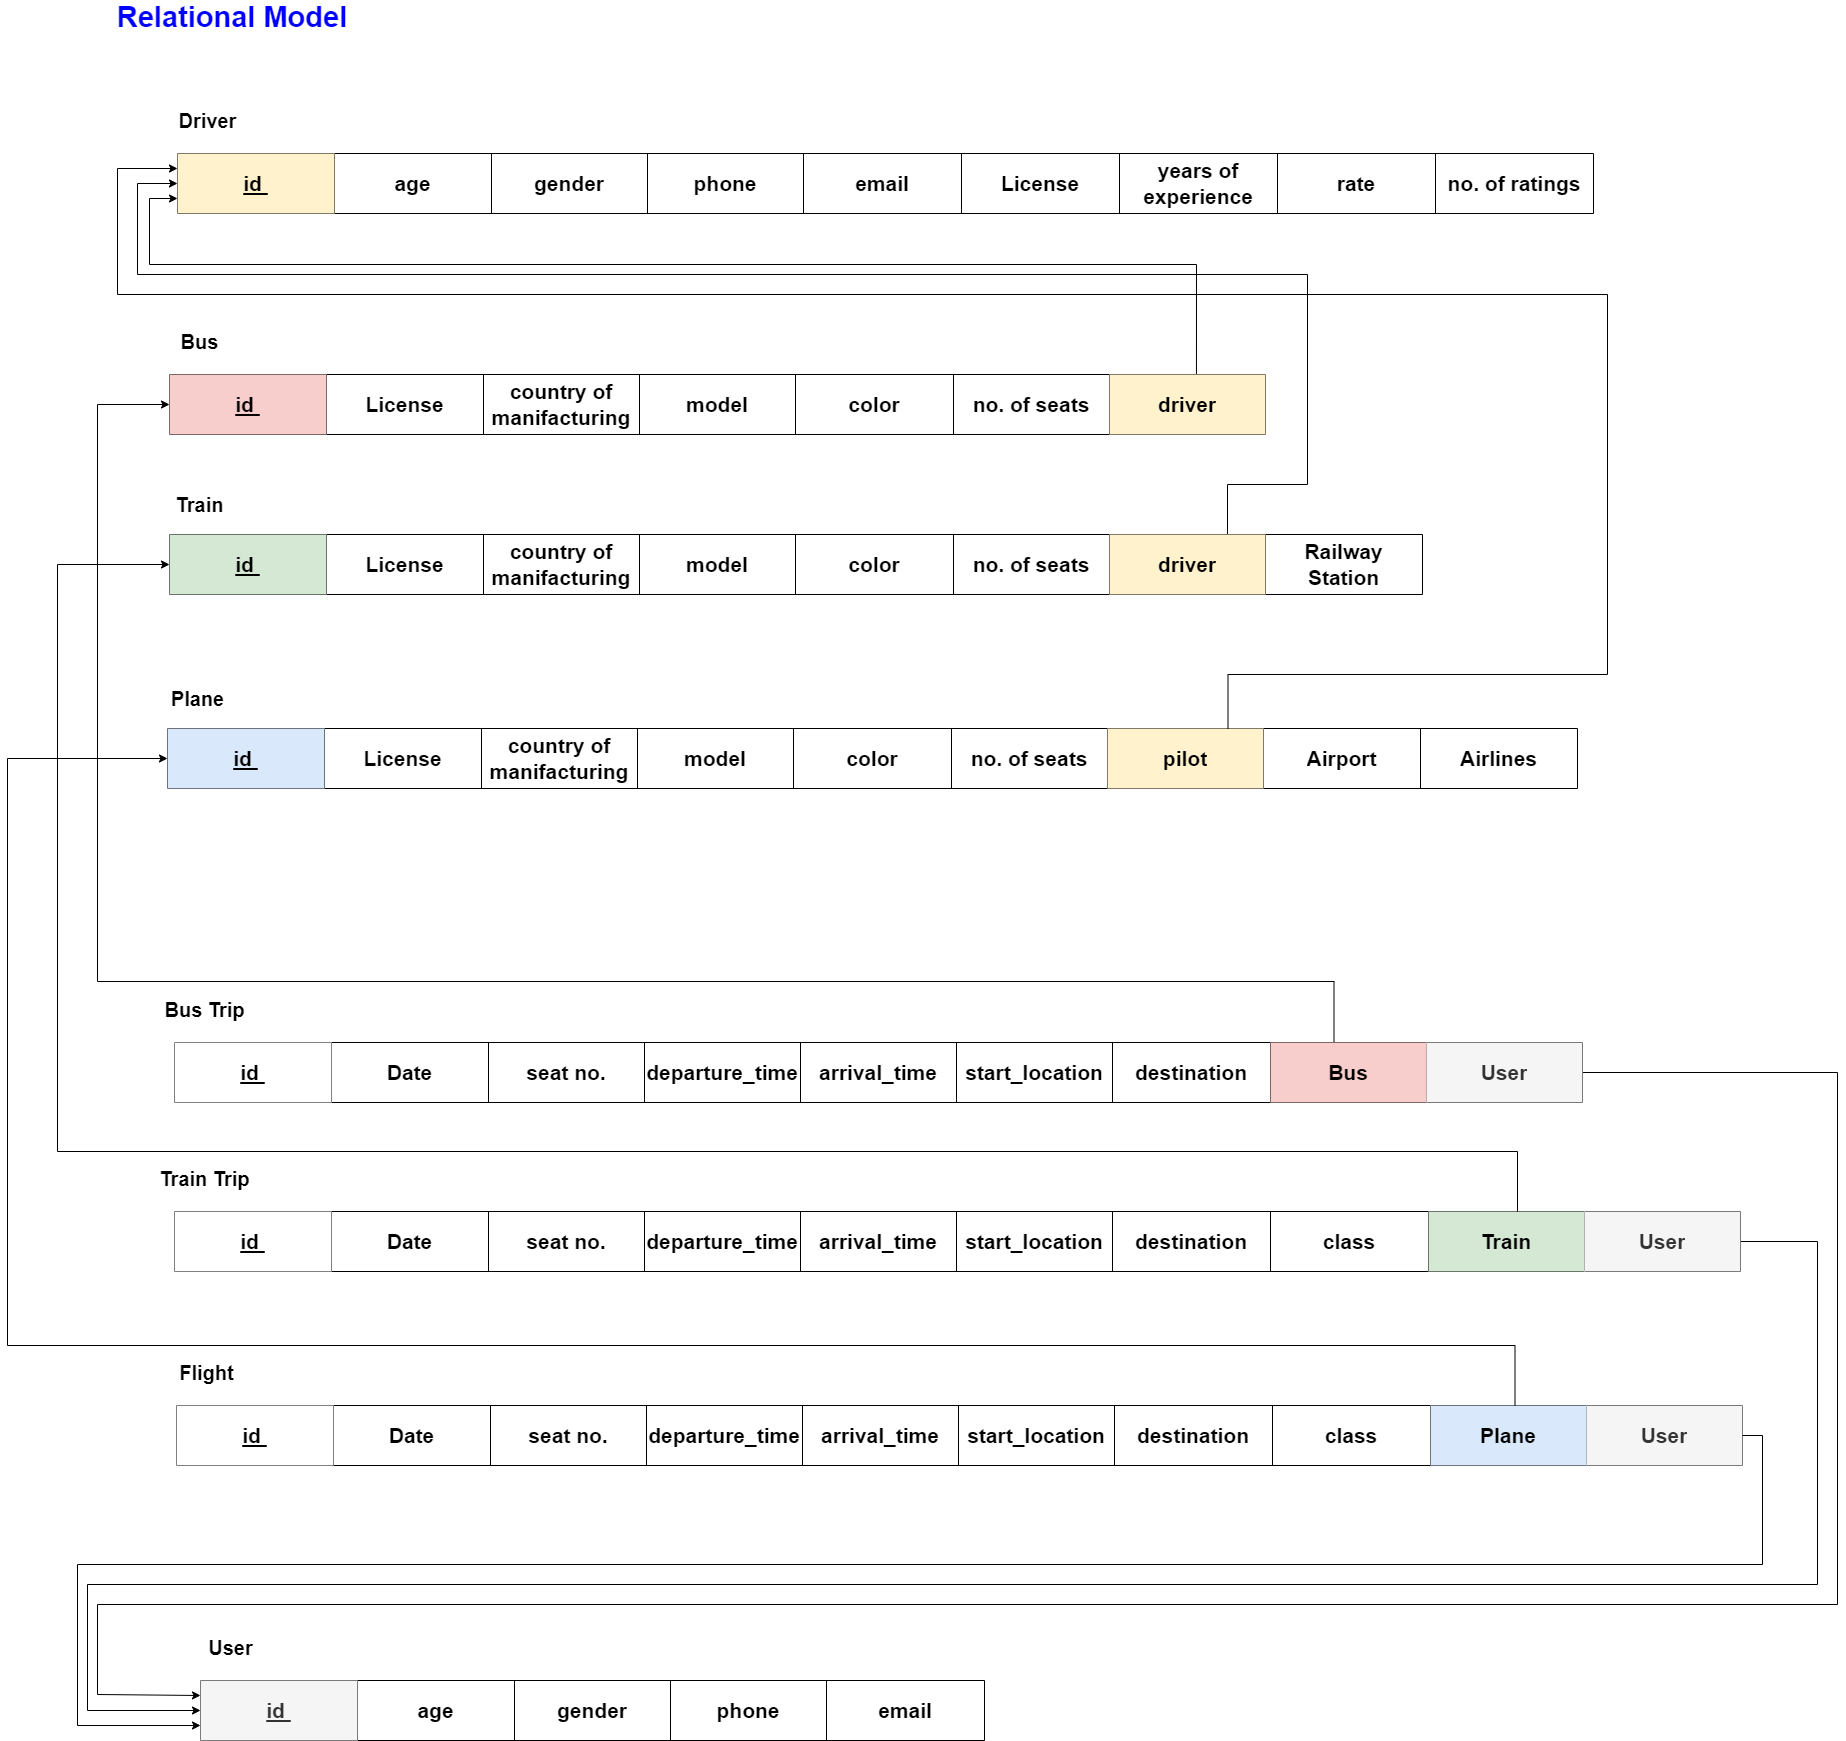 Relational Model
Driver
id age gender phone email License years of experience rate no. of ratings
Bus
id License country of manifacturing model color no. of seats driver
Train
id License country of manifacturing model color no. of seats driver Railway Station
Plane
id License country of manifacturing model color no. of seats pilot Airport Airlines
Bus Trip
id Date seat no. departure_time arrival_time start_location destination Bus User
Train Trip
id Date seat no. departure_time arrival_time start_location destination class Train User
Flight
id Date seat no. departure_time arrival_time start_location destination class Plane User
User
id age gender phone email